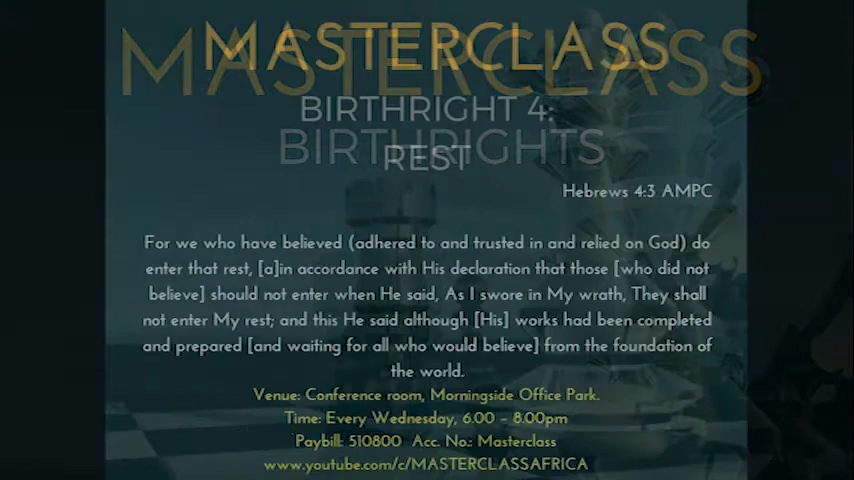 MASTERCLASS
MASTERCLASS
BIRTHRIGHT 4:
BIRTHRIGHTS
REST
Hebrews 4:3 AMPC
For we who have believed (adhered to and trusted in and relied on God) do
enter that rest, [a]in accordance with His declaration that those [who did not
believe] should not enter when He said, As I swore in My wrath, They shall
not enter My rest; and this He said although [His] works had been completed
and prepared [and waiting for all who would believe] from the foundation of
the world.
Venue: Conference room, Morningside Office Park.
Time: Every Wednesday, 6.00 – 8.00pm
Paybill: 510800 Acc. No.: Masterclass
www.youtube.com/c/MASTERCLASSAFRICA